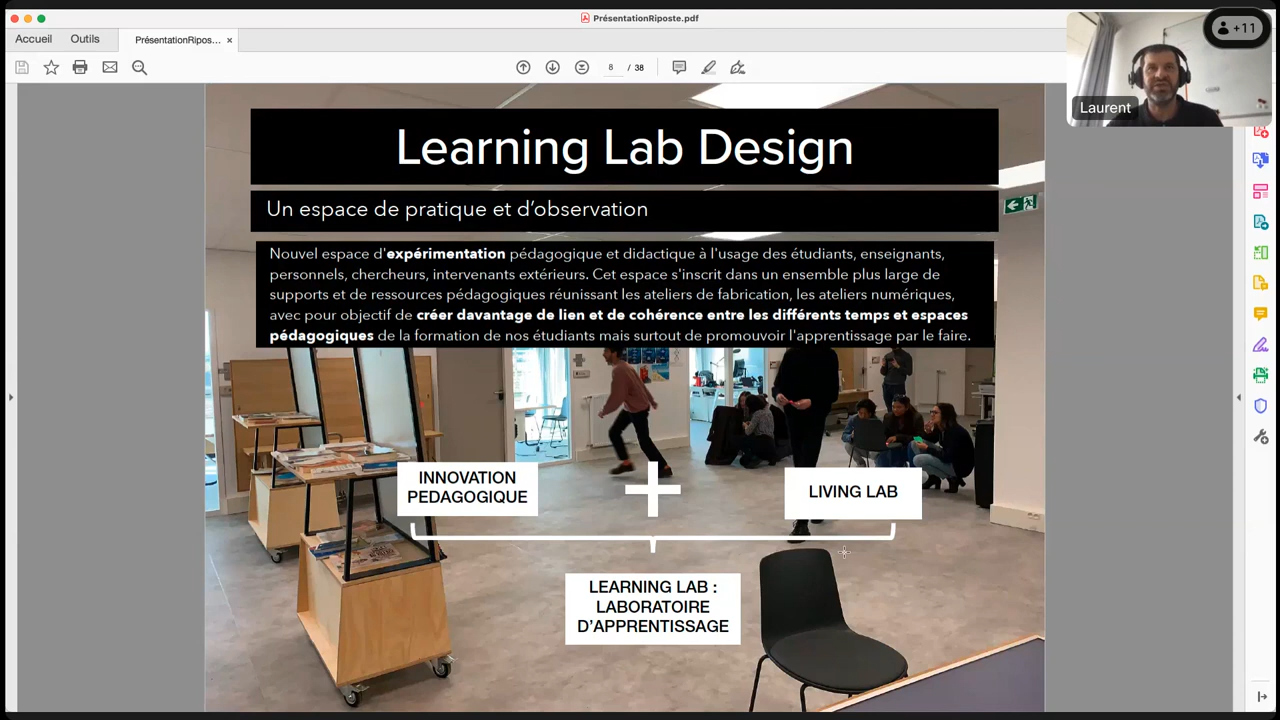 PrésentationRiposte.pdf
Accueil
Outils
PrésentationRipos...
8 / 38
+11
Laurent
Learning Lab Design
Un espace de pratique et d'observation
Nouvel espace d'expérimentation pédagogique et didactique à l'usage des étudiants, enseignants,
personnels, chercheurs, intervenants extérieurs. Cet espace s'inscrit dans un ensemble plus large de
supports et de ressources pédagogiques réunissant les ateliers de fabrication, les ateliers numériques,
avec pour objectif de créer davantage de lien et de cohérence entre les différents temps et espaces
pédagogiques de la formation de nos étudiants mais surtout de promouvoir l'apprentissage par le faire.
INNOVATION
PEDAGOGIQUE
LIVING LAB
LEARNING LAB :
LABORATOIRE
D'APPRENTISSAGE